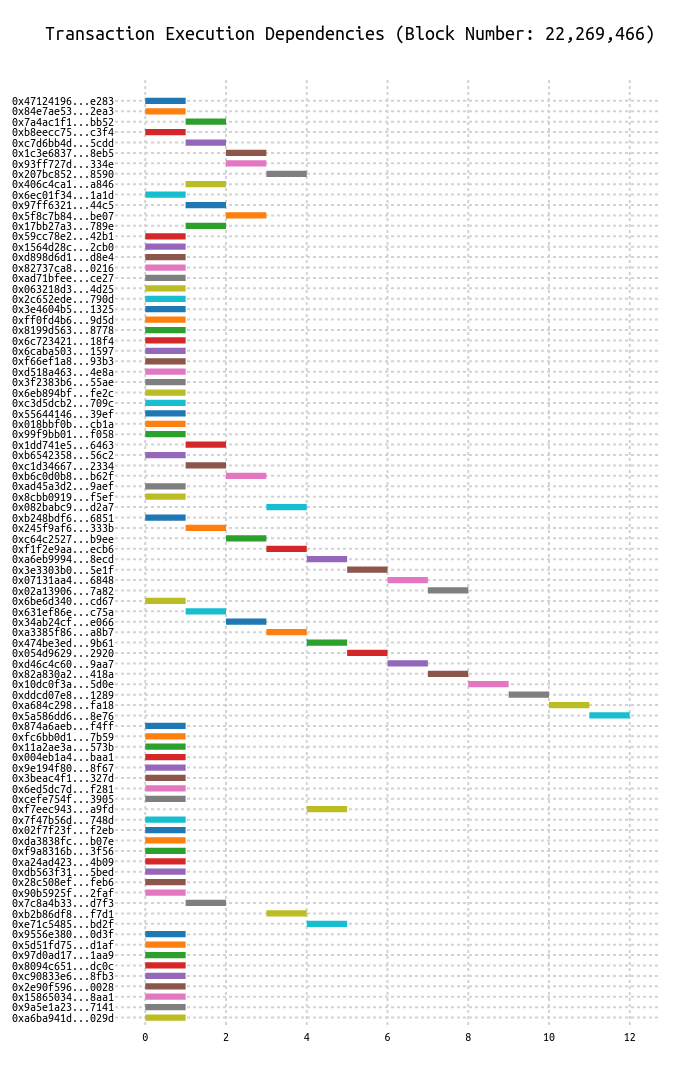 Transaction Execution Dependencies (Block Number: 22,269,466)
0x47124196...e283
0x84e7ae53...2ea3
0x7a4ac1f1...bb52
0xb8eecc75...c3f4
0xc7d6bb4d...5cdd
0x1c3e6837...8eb5
0x93ff727d...334e
0x207bc852...8590
0x406c4ca1...a846
0x6ec01f34...1a1d
0x97ff6321...44c5
0x5f8c7b84...be07
0x17bb27a3...789e
0x59cc78e2...42b1
0x1564d28c...2cb0
0xd898d6d1...d8e4
0x82737ca8...0216
0xad71bfee...ce27
0x063218d3...4d25
0x2c652ede...790d
0x3e4604b5...1325
0xff0fd4b6...9d5d
0x8199d563...8778
0x6c723421...18f4
0x6caba503...1597
0xf66ef1a8...93b3
0xd518a463...4e8a
0x3f2383b6...55ae
0x6eb894bf...fe2c
0xc3d5dcb2...709c
0x55644146...39ef
0x018bbf0b...cb1a
0x99f9bb01...f058
0x1dd741e5...6463
0xb6542358...56c2
0xc1d34667...2334
0xb6c0d0b8...b62f
0xad45a3d2...9aef
0x8cbb0919...f5ef
0x082babc9...d2a7
0xb248bdf6...6851
0x245f9af6...333b
0xc64c2527...b9ee
0xf1f2e9aa...ecb6
0xa6eb9994...8ecd
0x3e3303b0...5e1f
0x07131aa4...6848
0x02a13906...7a82
0x6be6d340...cd67
0x631ef86e...c75a
0x34ab24cf...e066
0xa3385f86...a8b7
0x474be3ed...9b61
0x054d9629...2920
0xd46c4c60...9aa7
0x82a830a2...418a
0x10dc0f3a...5d0e
0xddcd07e8...1289
0xa684c298...fa18
0x5a586dd6...8e76
0x874a6aeb...f4ff
0xfc6bb0d1...7b59
0x11a2ae3a...573b
0x004eb1a4...baa1
0x9e194f80...8f67
0x3beac4f1...327d
0x6ed5dc7d...f281
0xcefe754f...3905
0xf7eec943...a9fd
0x7f47b56d...748d
0x02f7f23f...f2eb
0xda3838fc...b07e
0xf9a8316b...3f56
0xa24ad423...4b09
0xdb563f31...5bed
0x28c508ef...feb6
0x90b5925f...2faf
0x7c8a4b33...d7f3
0xb2b86df8...f7d1
0xe71c5485...bd2f
0x9556e380...0d3f
0x5d51fd75...d1af
0x97d0ad17...1aa9
0x8094c651...dc0c
0xc90833e6...8fb3
0x2e90f596...0028
0x15865034...8aa1
0x9a5e1a23...7141
0xa6ba941d...029d
0 2 4 6 8 10 12